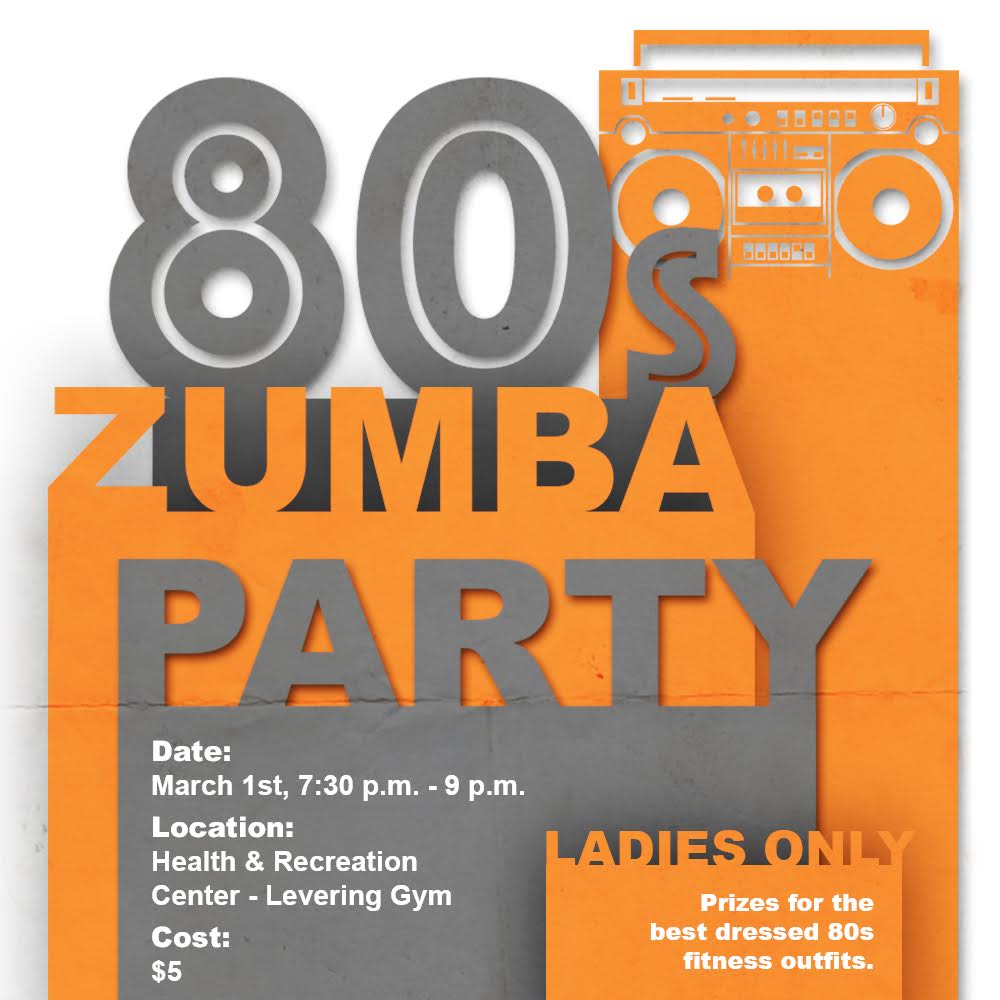 80s
ZUMBA
PARTY
Date:
March 1st, 7:30 p.m. - 9 p.m.
Location:
Health & Recreation
Center - Levering Gym
Cost:
$5
LADIES ONLY
Prizes for the
best dressed 80s
fitness outfits.